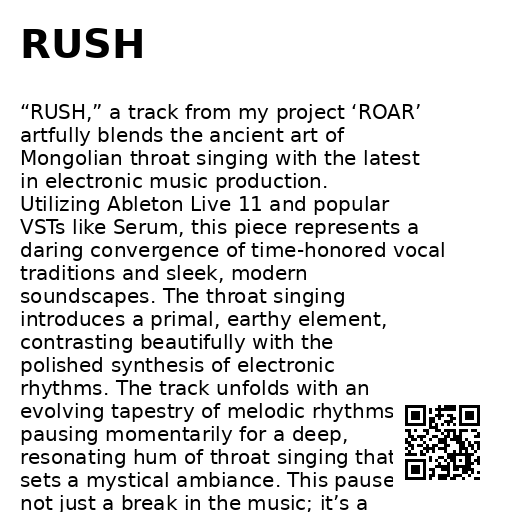 RUSH
“RUSH,” a track from my project ‘ROAR’
artfully blends the ancient art of
Mongolian throat singing with the latest
in electronic music production.
Utilizing Ableton Live 11 and popular
VSTs like Serum, this piece represents a
daring convergence of time-honored vocal
traditions and sleek, modern
soundscapes. The throat singing
introduces a primal, earthy element,
contrasting beautifully with the
polished synthesis of electronic
rhythms. The track unfolds with an
evolving tapestry of melodic rhythms
pausing momentarily for a deep,
resonating hum of throat singing that
sets a mystical ambiance. This pause
not just a break in the music; it’s a